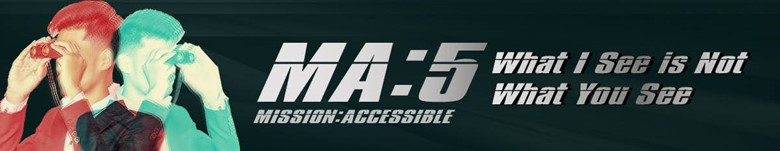 MA:5
MISSION:ACCESSIBLE
What I See is Not
What You See